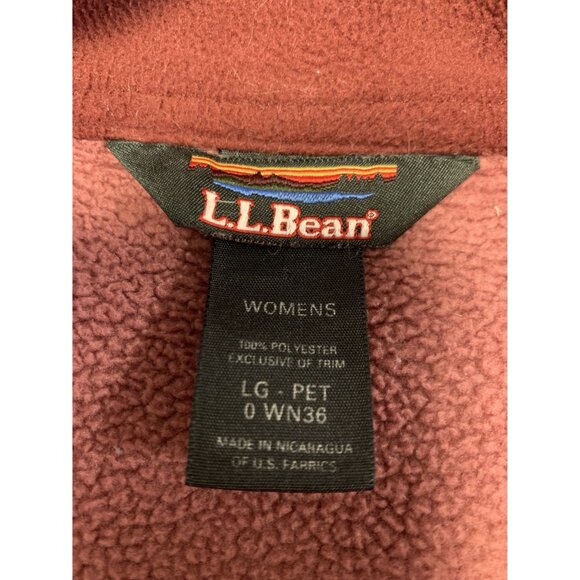 L.L.Bean®
WOMENS
100% POLYESTER
EXCLUSIVE OF TRIM
LG - PET
0 WN36
MADE IN NICARAGUA
OF U.S. FABRICS